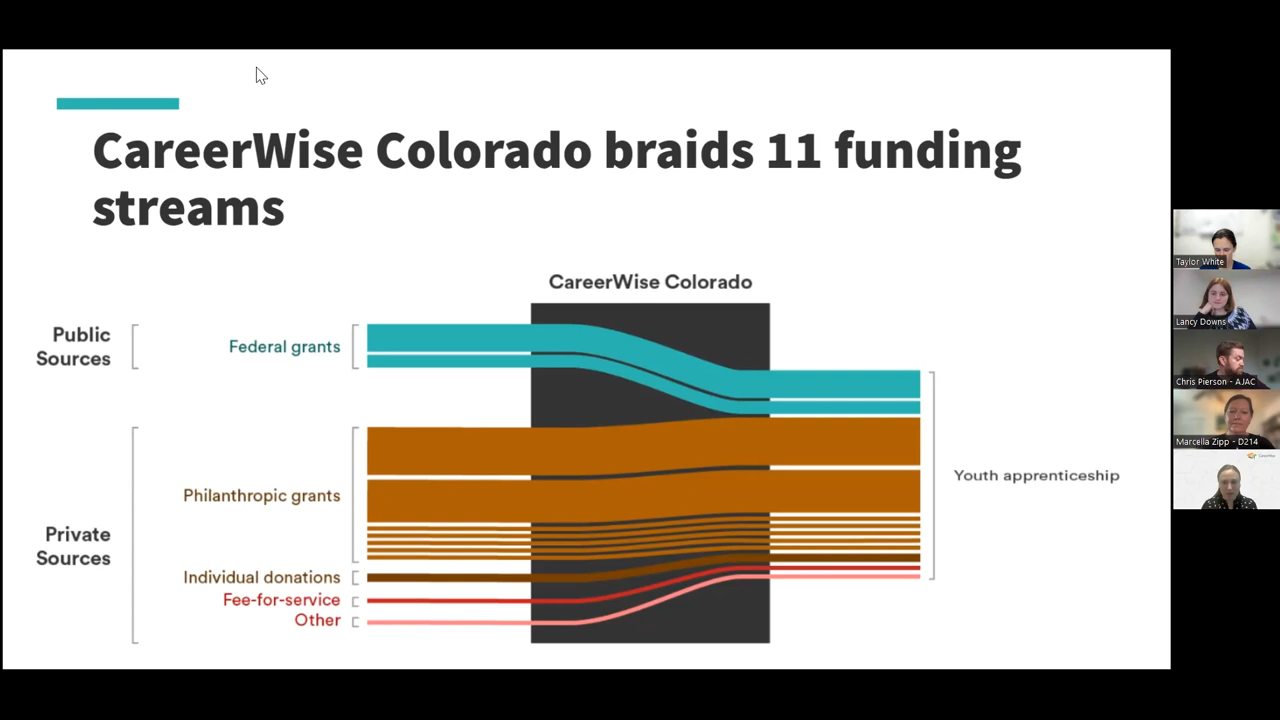 CareerWise Colorado braids 11 funding
streams
CareerWise Colorado
Public
Sources
Federal grants
Philanthropic grants
Youth apprenticeship
Private
Sources
Individual donations
Fee-for-service
Other
Taylor White
Lancy Downs
Chris Pierson - AJAC
Marcella Zipp - D214
CareerWise